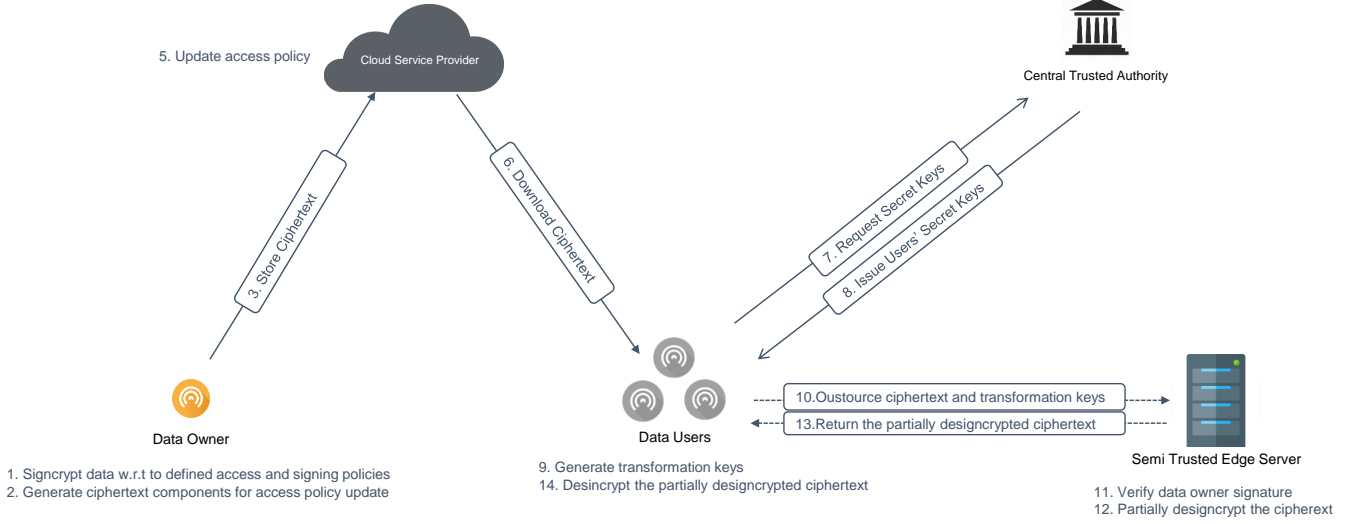 5. Update access policy
Cloud Service Provider
Central Trusted Authority
3. Store Ciphertext
6. Download Ciphertext
7. Request Secret Keys
8. Issue Users' Secret Keys
10.Oustource ciphertext and transformation keys
13.Return the partially designcrypted ciphertext
Data Owner
Data Users
Semi Trusted Edge Server
1. Signcrypt data w.r.t to defined access and signing policies
2. Generate ciphertext components for access policy update
9. Generate transformation keys
14. Desincrypt the partially designcrypted ciphertext
11. Verify data owner signature
12. Partially designcrypt the cipherext